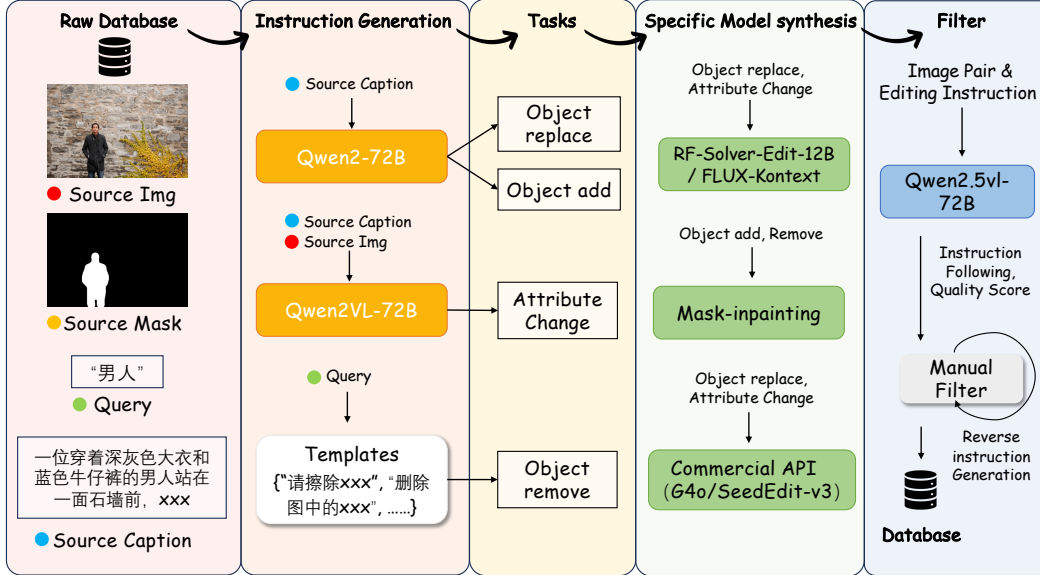 Raw Database
Source Img
Source Mask
“男人”
Query
一位穿着深灰色大衣和
蓝色牛仔裤的男人站在
一面石墙前，xxx
Source Caption
Instruction Generation
Source Caption
Qwen2-72B
Source Caption
Source Img
Qwen2VL-72B
Query
Templates
{“请擦除xxx”, “删除
图中的xxx”, ……}
Tasks
Object
replace
Object add
Attribute
Change
Object
remove
Specific Model synthesis
Object replace,
Attribute Change
RF-Solver-Edit-12B
/ FLUX-Kontext
Object add, Remove
Mask-inpainting
Object replace,
Attribute Change
Commercial API
（G4o/SeedEdit-v3）
Filter
Image Pair &
Editing Instruction
Qwen2.5vl-
72B
Instruction
Following,
Quality Score
Manual
Filter
Reverse
instruction
Generation
Database